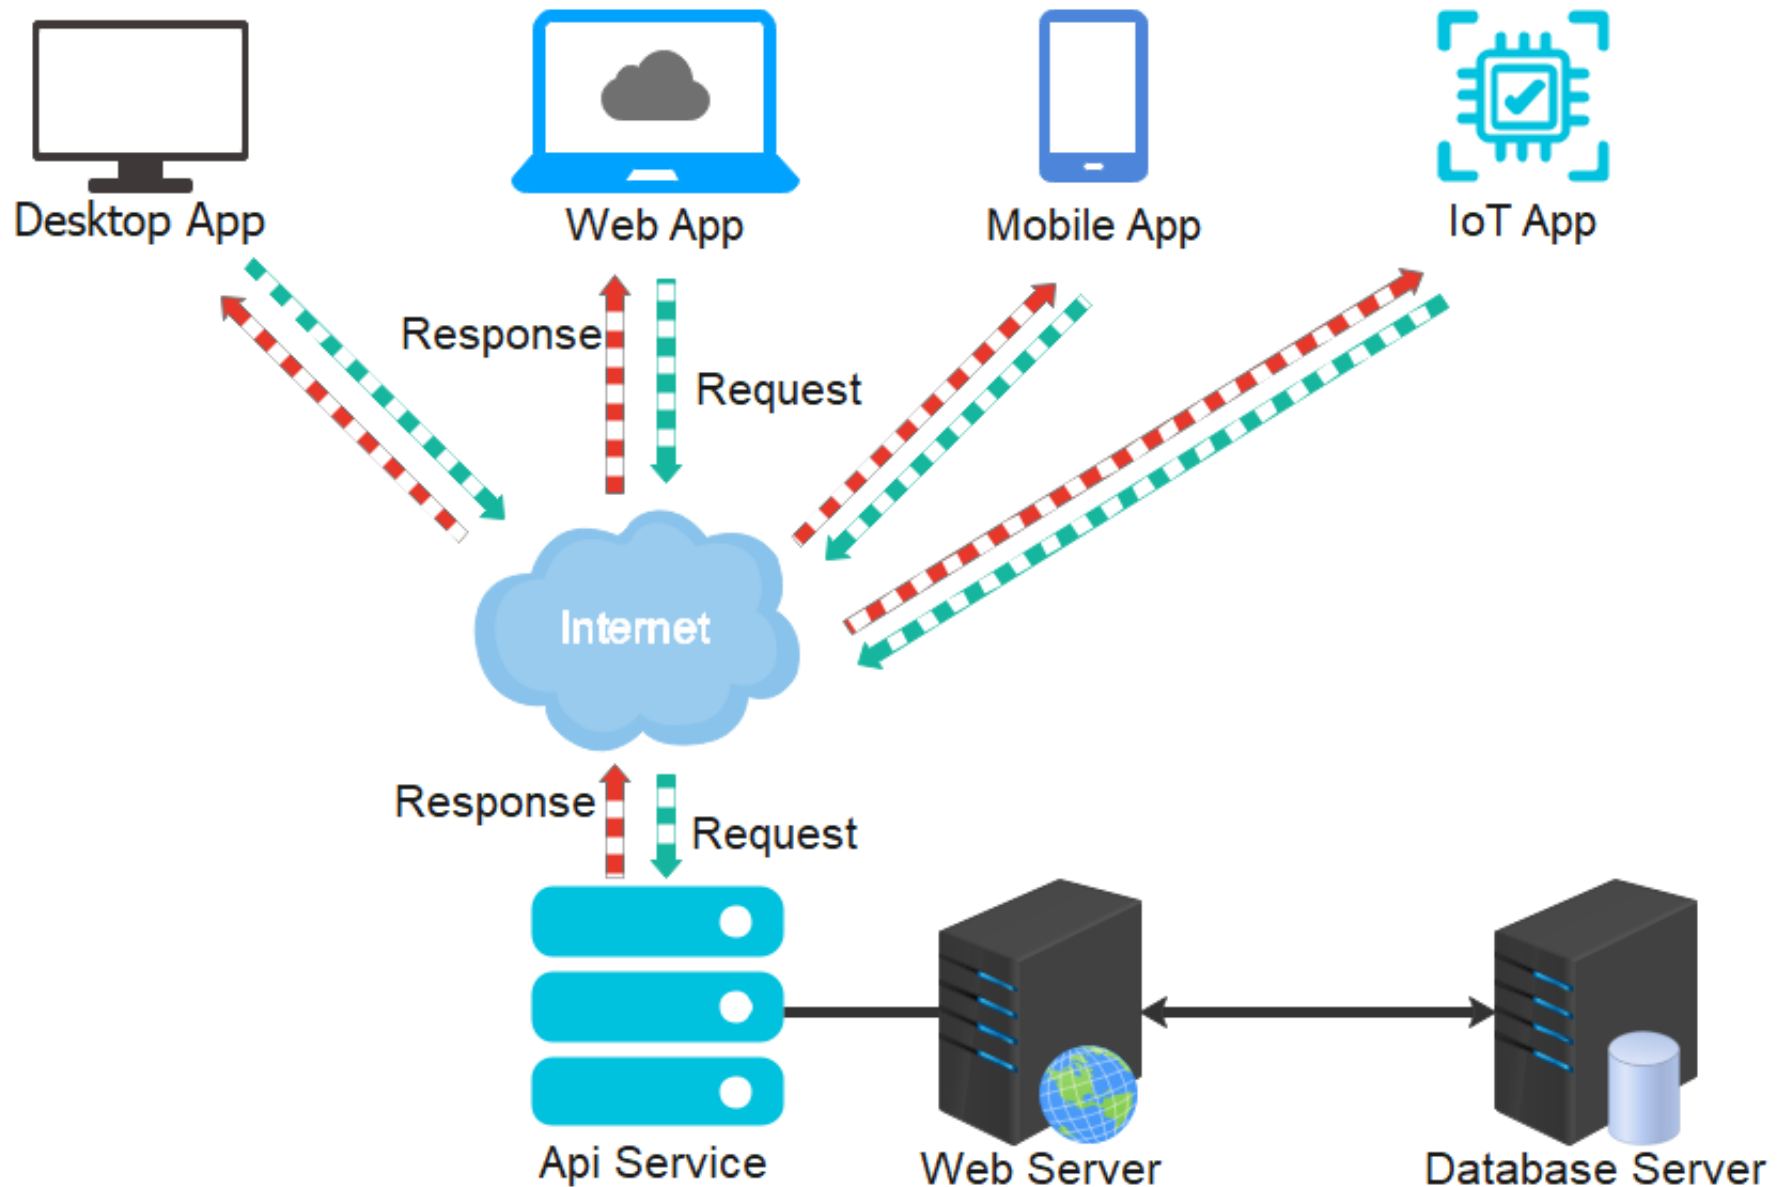 Desktop App
Web App
Mobile App
IoT App
Response
Request
Internet
Response
Request
Api Service
Web Server
Database Server